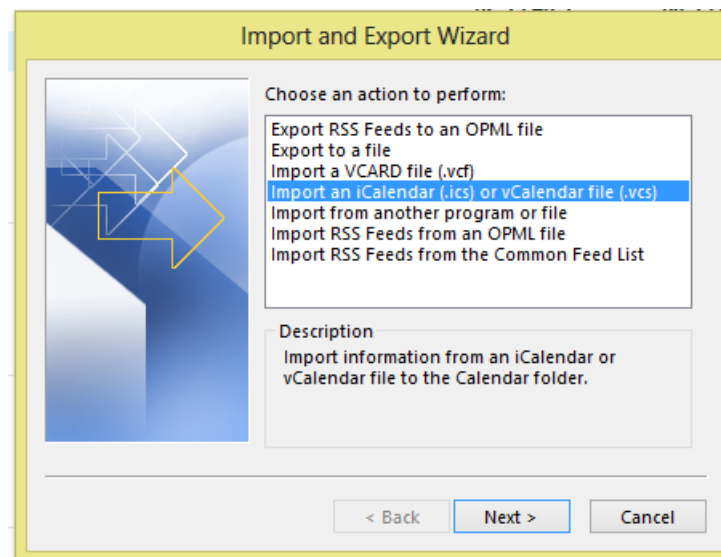 Import and Export Wizard
Choose an action to perform:
Export RSS Feeds to an OPML file
Export to a file
Import a VCARD file (.vcf)
Import an iCalendar (.ics) or vCalendar file (.vcs)
Import from another program or file
Import RSS Feeds from an OPML file
Import RSS Feeds from the Common Feed List
Description
Import information from an iCalendar or
vCalendar file to the Calendar folder.
< Back Next > Cancel